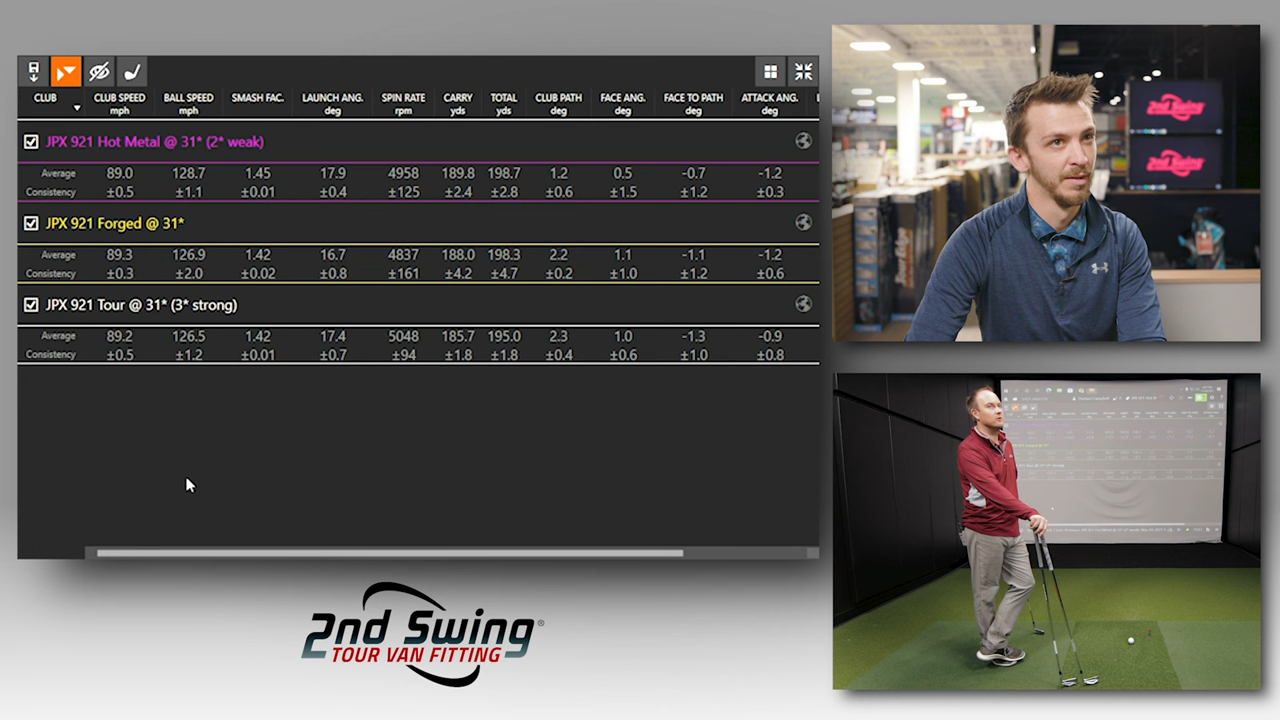 CLUB CLUB SPEED BALL SPEED SMASH FAC. LAUNCH ANG. SPIN RATE CARRY TOTAL CLUB PATH FACE ANG. FACE TO PATH ATTACK ANG. L
mph mph deg rpm yds yds deg deg deg deg
JPX 921 Hot Metal @ 31* (2* weak)
Average 89.0 128.7 1.45 17.9 4958 189.8 198.7 1.2 0.5 -0.7 -1.2
Consistency ±0.5 ±1.1 ±0.01 ±0.4 ±125 ±2.4 ±2.8 ±0.6 ±1.5 ±1.2 ±0.3
JPX 921 Forged @ 31*
Average 89.3 126.9 1.42 16.7 4837 188.0 198.3 2.2 1.1 -1.1 -1.2
Consistency ±0.3 ±2.0 ±0.02 ±0.8 ±161 ±4.2 ±4.7 ±0.2 ±1.0 ±1.2 ±0.6
JPX 921 Tour @ 31* (3* strong)
Average 89.2 126.5 1.42 17.4 5048 185.7 195.0 2.3 1.0 -1.3 -0.9
Consistency ±0.5 ±1.2 ±0.01 ±0.7 ±94 ±1.8 ±1.8 ±0.4 ±0.6 ±1.0 ±0.8
2nd Swing®
TOUR VAN FITTING
2nd Swing
2nd Swing